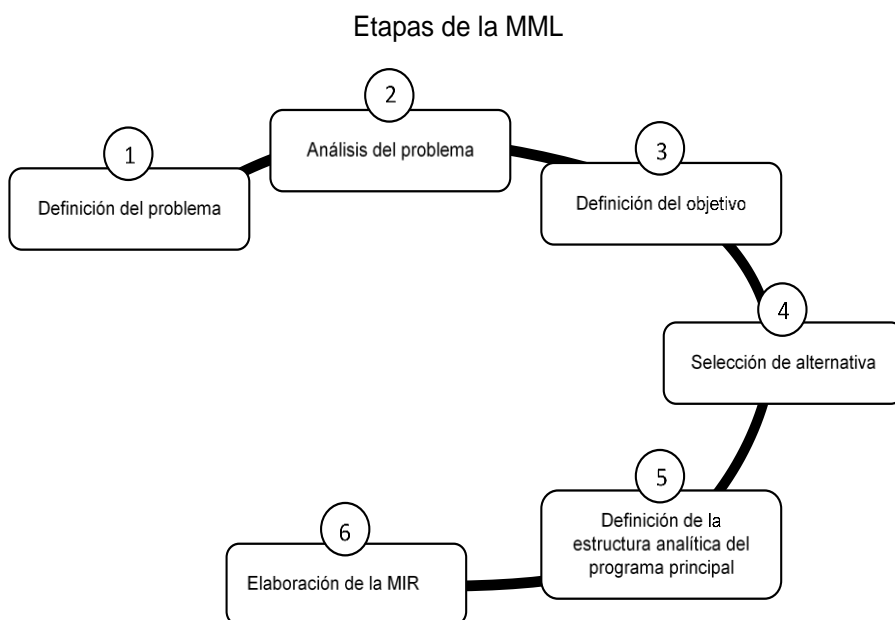 Etapas de la MML
1
Definición del problema
2
Análisis del problema
3
Definición del objetivo
4
Selección de alternativa
5
Definición de la
estructura analítica del
programa principal
6
Elaboración de la MIR